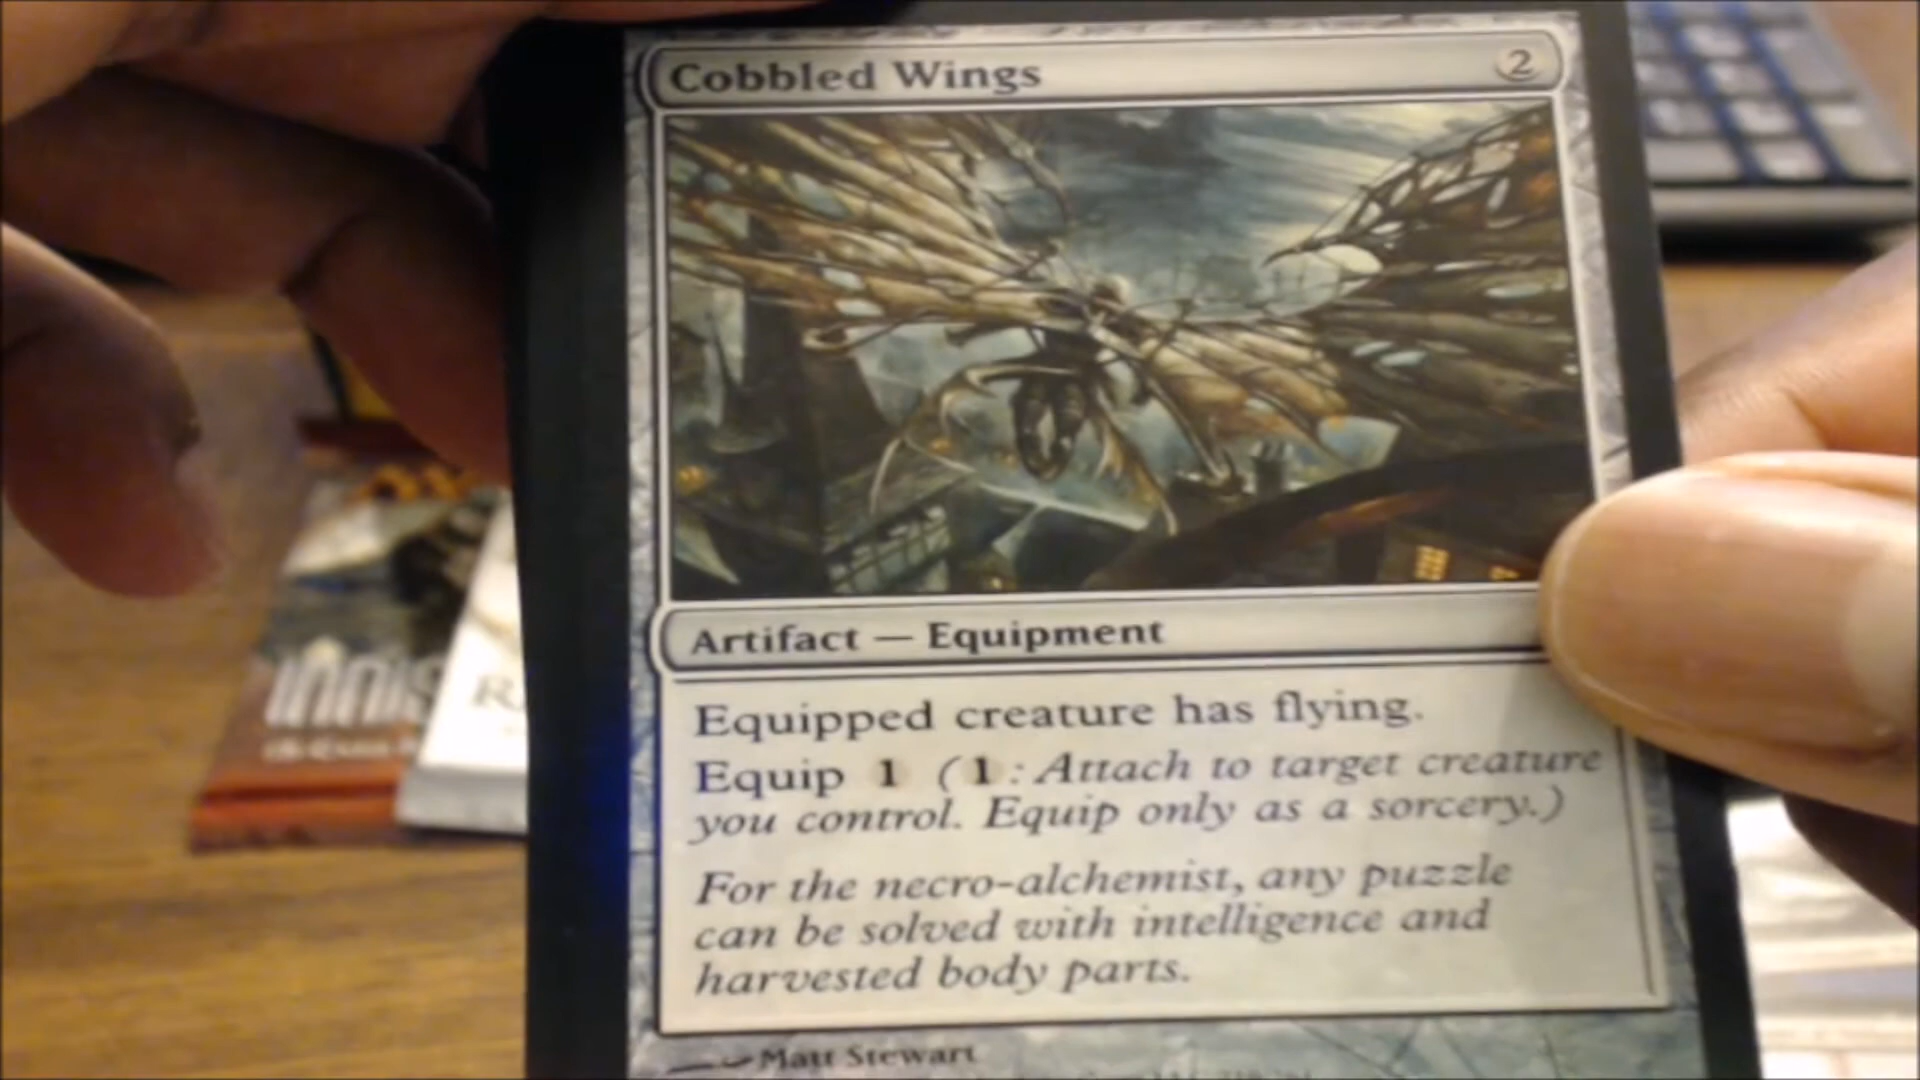 Cobbled Wings 2
Artifact — Equipment
Equipped creature has flying.
Equip 1 (1: Attach to target creature
you control. Equip only as a sorcery.)
For the necro-alchemist, any puzzle
can be solved with intelligence and
harvested body parts.
Matt Stewart
INNIS